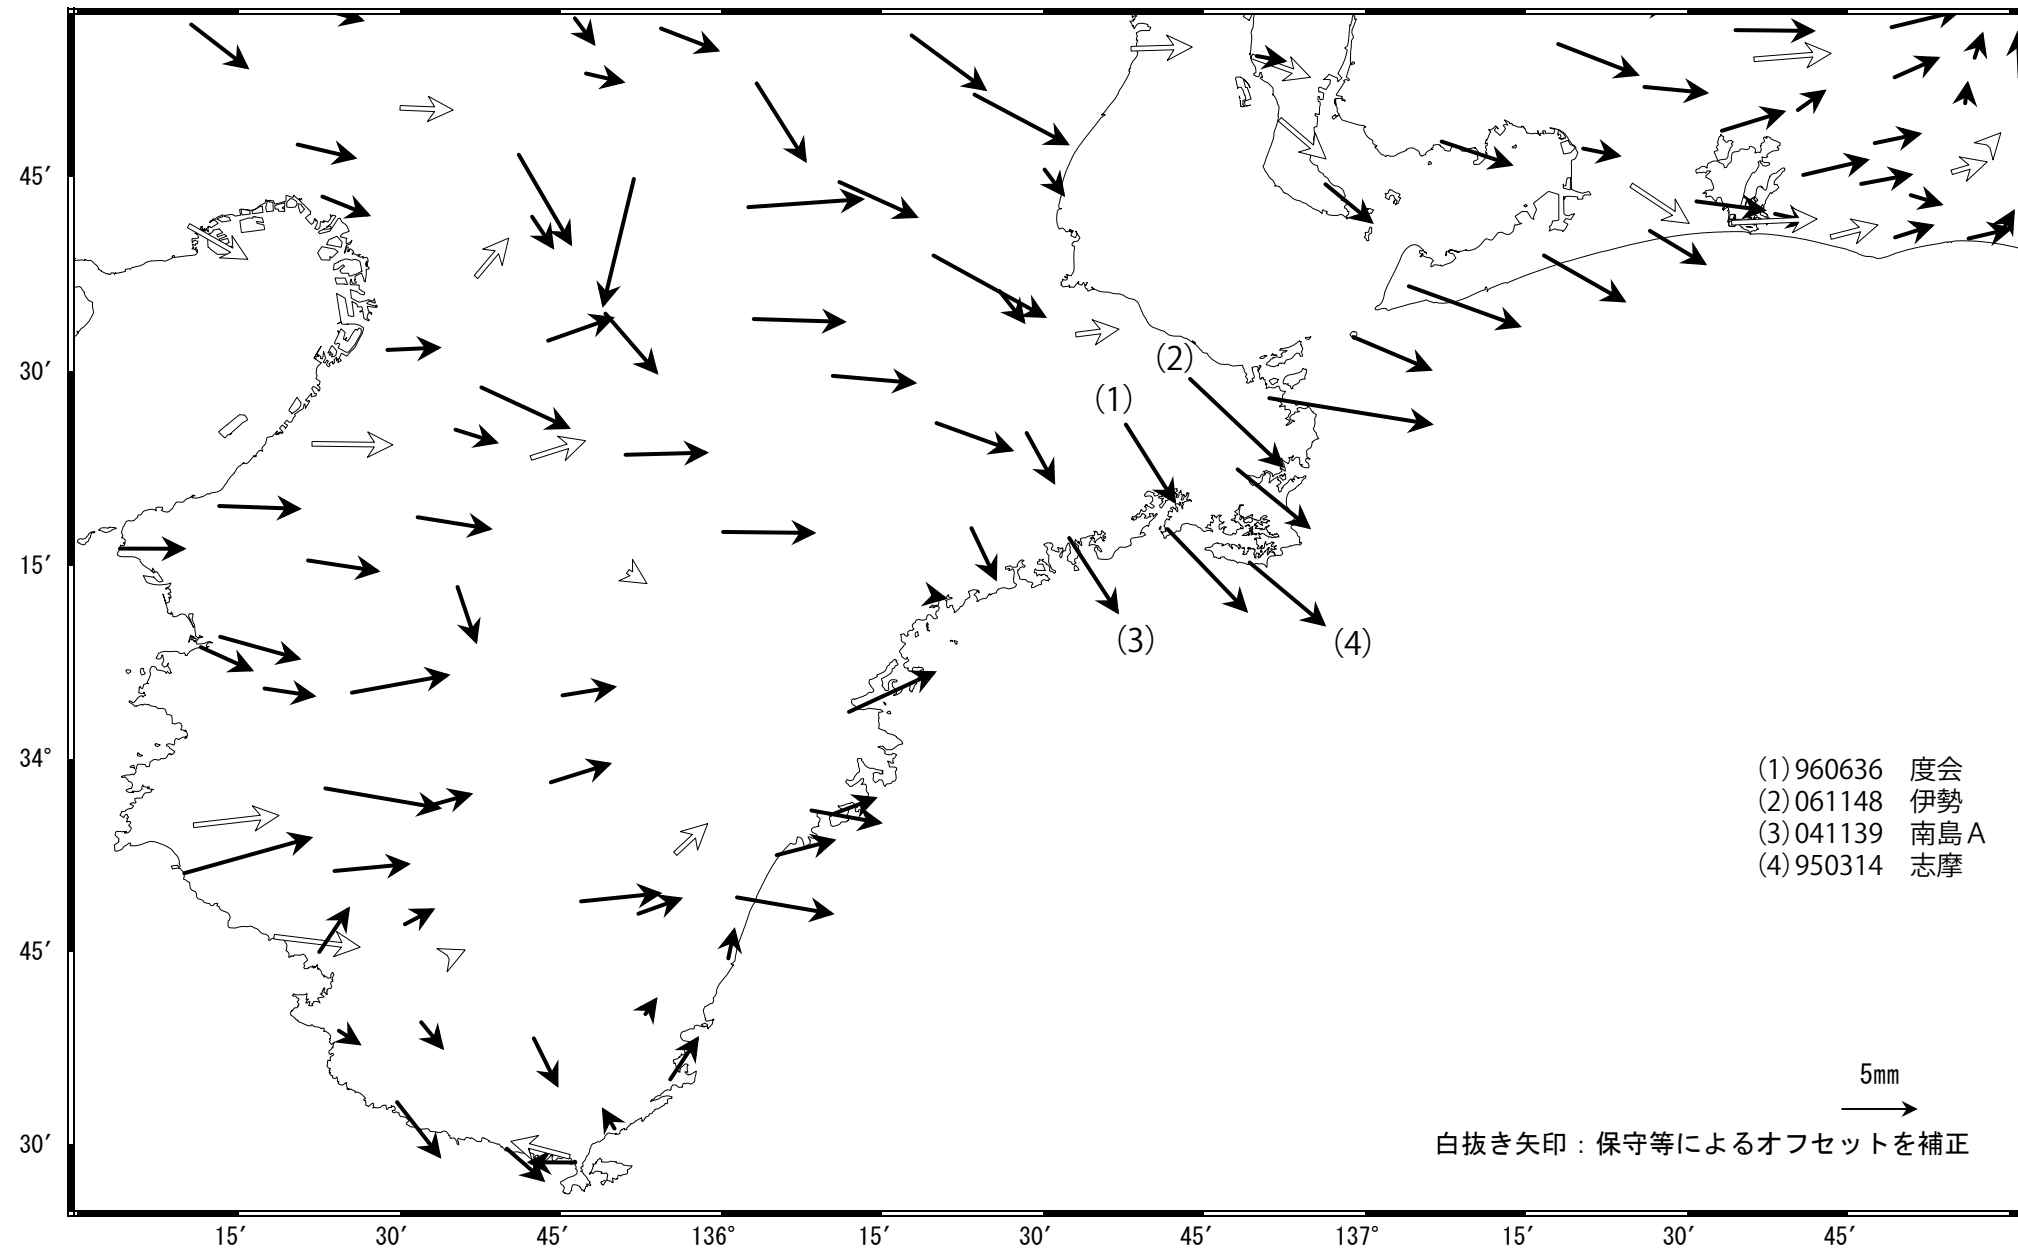 45′
30′
15′
34°
45′
30′
(2)
(1)
(3)
(4)
(1)960636 度会
(2)061148 伊勢
(3)041139 南島A
(4)950314 志摩
5mm
白抜き矢印：保守等によるオフセットを補正
15′ 30′ 45′ 136° 15′ 30′ 45′ 137° 15′ 30′ 45′